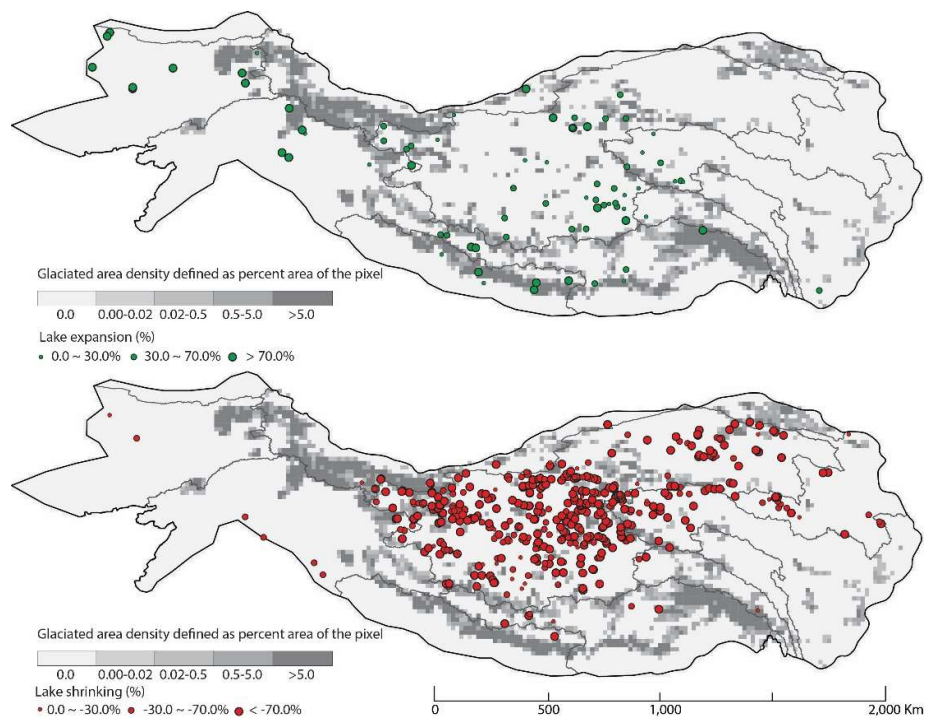 Glaciated area density defined as percent area of the pixel
0.0 0.00-0.02 0.02-0.5 0.5-5.0 >5.0
Lake expansion (%)
0.0 ~ 30.0% 30.0 ~ 70.0% > 70.0%
Glaciated area density defined as percent area of the pixel
0.0 0.00-0.02 0.02-0.5 0.5-5.0 >5.0
Lake shrinking (%)
0.0 ~ -30.0% -30.0 ~ -70.0% < -70.0%
0 500 1,000 2,000 Km